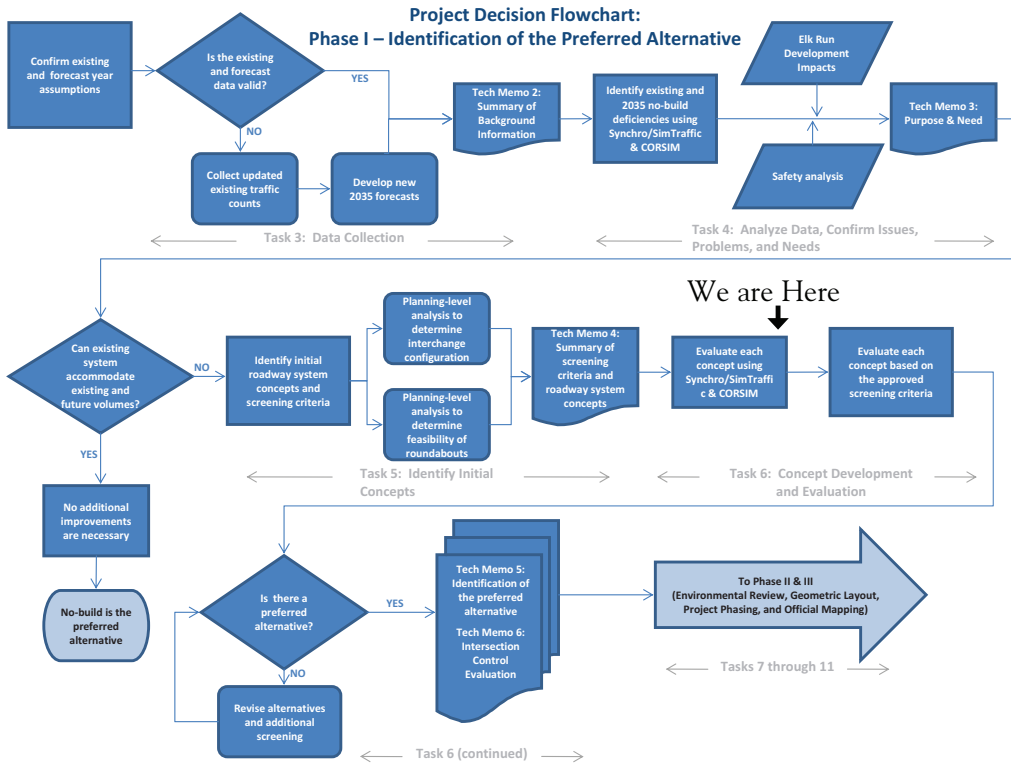 Project Decision Flowchart:
Phase I – Identification of the Preferred Alternative
Confirm existing
and forecast year
assumptions
Is the existing
and forecast
data valid?
YES
NO
Collect updated
existing traffic
counts
Develop new
2035 forecasts
Tech Memo 2:
Summary of
Background
Information
Identify existing and
2035 no-build
deficiencies using
Synchro/SimTraffic
& CORSIM
Elk Run
Development
Impacts
Safety analysis
Tech Memo 3:
Purpose & Need
Task 3: Data Collection
Task 4: Analyze Data, Confirm Issues,
Problems, and Needs
We are Here
Can existing
system
accommodate
existing and
future volumes?
NO
YES
Identify initial
roadway system
concepts and
screening criteria
Planning-level
analysis to
determine
interchange
configuration
Planning-level
analysis to
determine
feasibility of
roundabouts
Tech Memo 4:
Summary of
screening
criteria and
roadway system
concepts
Evaluate each
concept using
Synchro/SimTraffi
c & CORSIM
Evaluate each
concept based on
the approved
screening criteria
Task 5: Identify Initial
Concepts
Task 6: Concept Development
and Evaluation
No additional
improvements
are necessary
No-build is the
preferred
alternative
Is there a
preferred
alternative?
YES
NO
Revise alternatives
and additional
screening
Tech Memo 5:
Identification of
the preferred
alternative
Tech Memo 6:
Intersection
Control
Evaluation
To Phase II & III
(Environmental Review, Geometric Layout,
Project Phasing, and Official Mapping)
Tasks 7 through 11
Task 6 (continued)